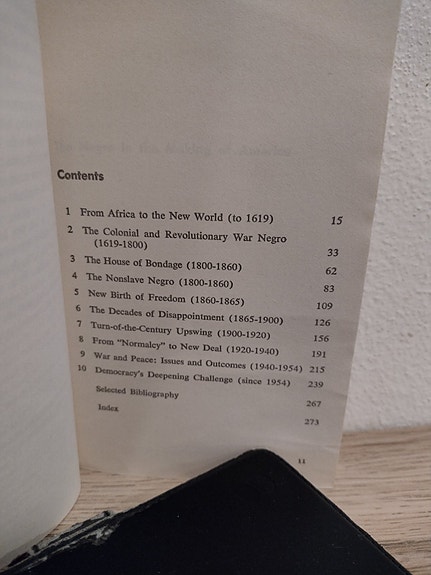 Contents
1 From Africa to the New World (to 1619) 15
2 The Colonial and Revolutionary War Negro
(1619-1800) 33
3 The House of Bondage (1800-1860) 62
4 The Nonslave Negro (1800-1860) 83
5 New Birth of Freedom (1860-1865) 109
6 The Decades of Disappointment (1865-1900) 126
7 Turn-of-the-Century Upswing (1900-1920) 156
8 From "Normalcy" to New Deal (1920-1940) 191
9 War and Peace: Issues and Outcomes (1940-1954) 215
10 Democracy's Deepening Challenge (since 1954) 239
Selected Bibliography 267
Index 273
11